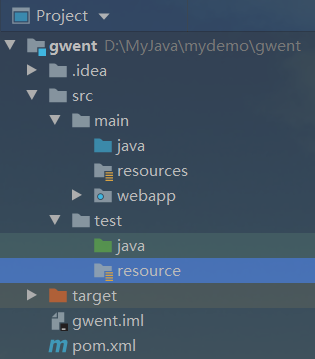 Project
gwent D:\MyJava\mydemo\gwent
.idea
src
main
java
resources
webapp
test
java
resource
target
gwent.iml
pom.xml